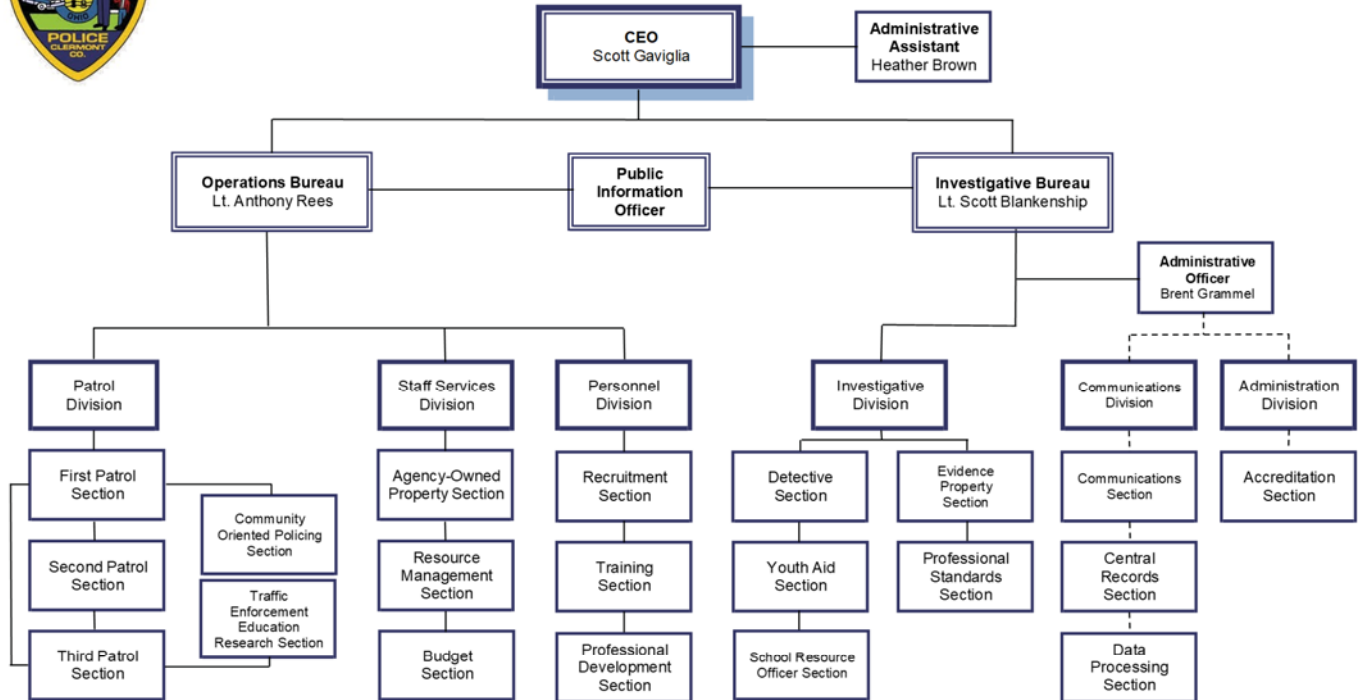 OHIO
POLICE
CLERMONT
CO.
CEO
Scott Gaviglia
Administrative
Assistant
Heather Brown
Operations Bureau
Lt. Anthony Rees
Public
Information
Officer
Investigative Bureau
Lt. Scott Blankenship
Administrative
Officer
Brent Grammel
Patrol
Division
Staff Services
Division
Personnel
Division
Investigative
Division
Communications
Division
Administration
Division
First Patrol
Section
Community
Oriented Policing
Section
Second Patrol
Section
Traffic
Enforcement
Education
Research Section
Third Patrol
Section
Agency-Owned
Property Section
Resource
Management
Section
Budget
Section
Recruitment
Section
Training
Section
Professional
Development
Section
Detective
Section
Youth Aid
Section
School Resource
Officer Section
Evidence
Property
Section
Professional
Standards
Section
Communications
Section
Central
Records
Section
Data
Processing
Section
Accreditation
Section